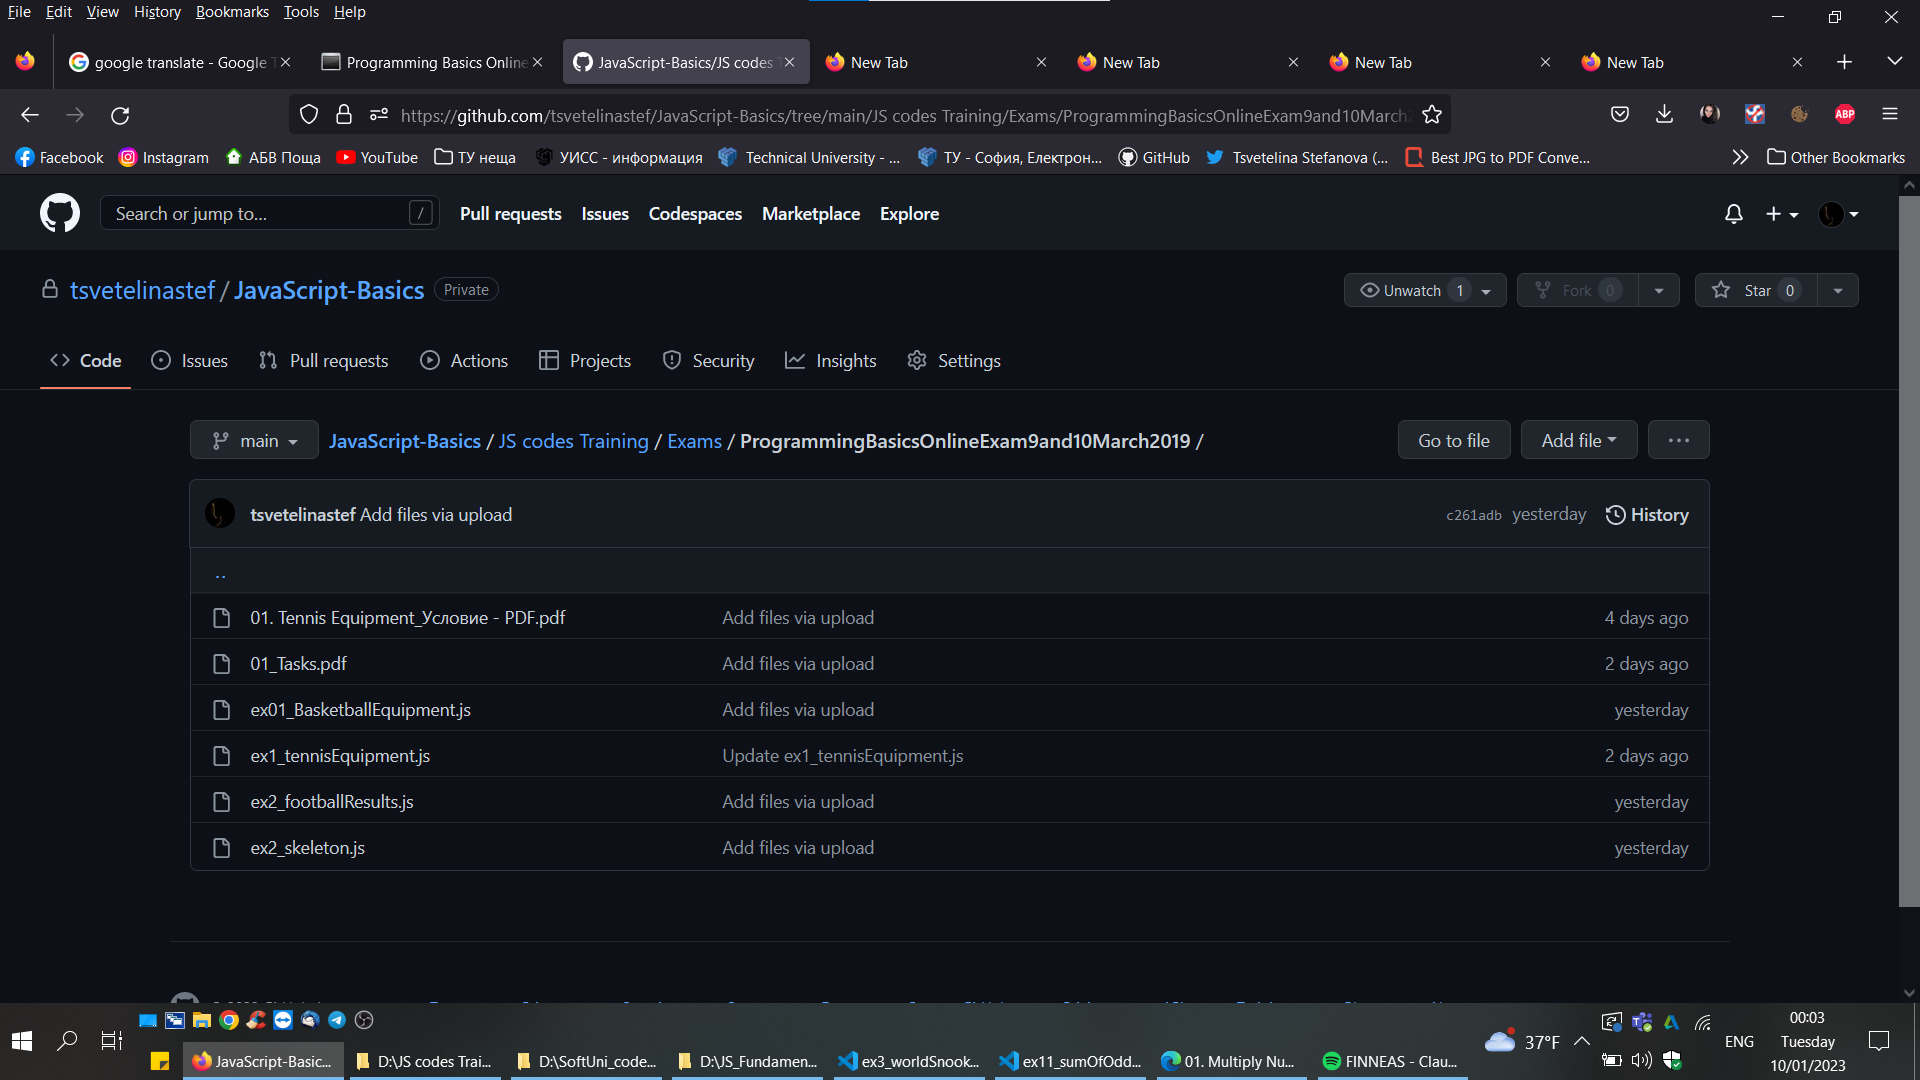 File Edit View History Bookmarks Tools Help
google translate - Google T
Programming Basics Online
JavaScript-Basics/JS codes T
New Tab
New Tab
New Tab
New Tab
https://github.com/tsvetelinastef/JavaScript-Basics/tree/main/JS codes Training/Exams/ProgrammingBasicsOnlineExam9and10March2
ABP
Facebook Instagram АБВ Поща YouTube ТУ неща УИСС - информация Technical University - ... ТУ - София, Електрон... GitHub Tsvetelina Stefanova (... Best JPG to PDF Conve... Other Bookmarks
Search or jump to... / Pull requests Issues Codespaces Marketplace Explore
tsvetelinastef / JavaScript-Basics Private
Unwatch 1 Fork 0 Star 0
Code Issues Pull requests Actions Projects Security Insights Settings
main JavaScript-Basics / JS codes Training / Exams / ProgrammingBasicsOnlineExam9and10March2019 /
Go to file Add file ...
tsvetelinastef Add files via upload c261adb yesterday History
..
01. Tennis Equipment_Условие - PDF.pdf Add files via upload 4 days ago
01_Tasks.pdf Add files via upload 2 days ago
ex01_BasketballEquipment.js Add files via upload yesterday
ex1_tennisEquipment.js Update ex1_tennisEquipment.js 2 days ago
ex2_footballResults.js Add files via upload yesterday
ex2_skeleton.js Add files via upload yesterday
JavaScript-Basic...
D:\JS codes Trai...
D:\SoftUni_code...
D:\JS_Fundamen...
ex3_worldSnook...
ex11_sumOfOdd...
01. Multiply Nu...
FINNEAS - Clau...
37°F
ENG
00:03
Tuesday
10/01/2023